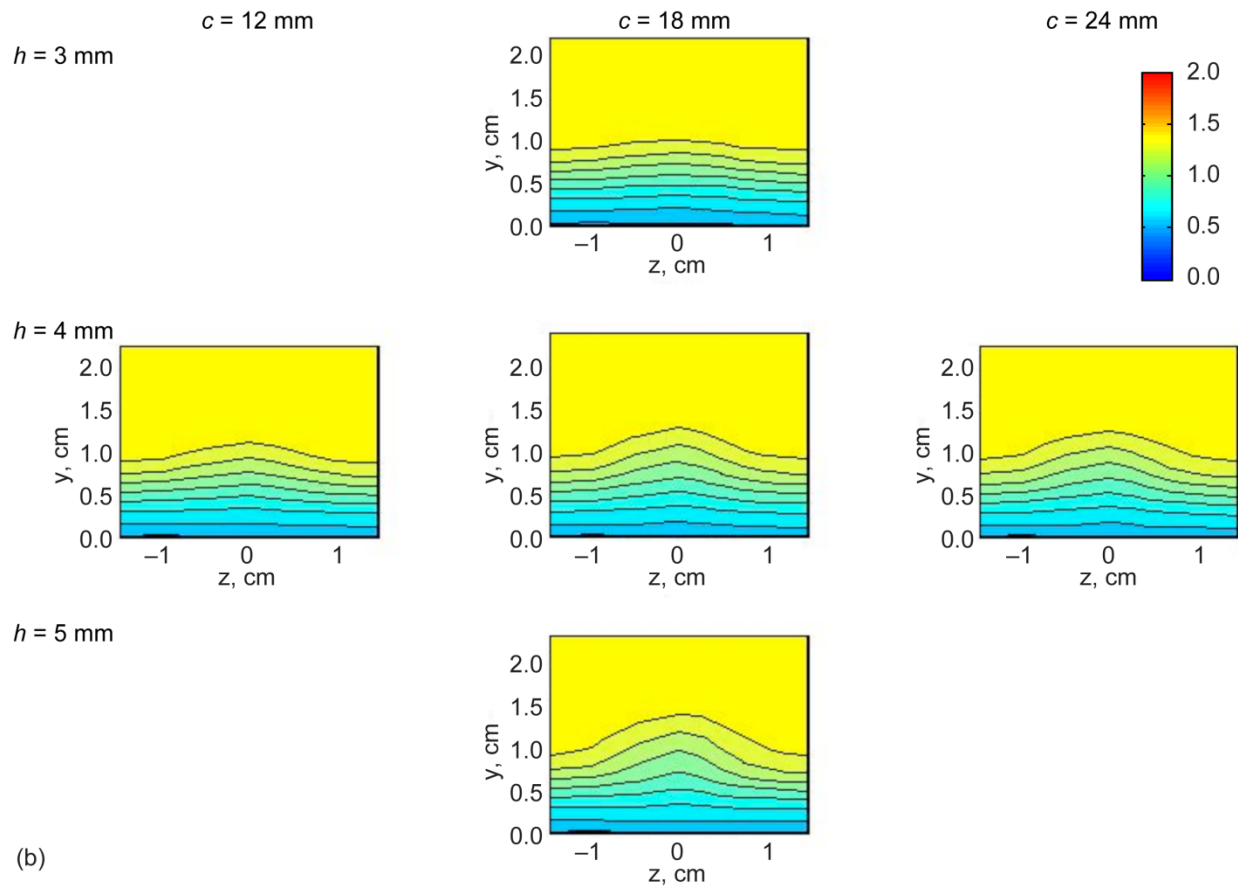 c = 12 mm
c = 18 mm
c = 24 mm
h = 3 mm
2.0
1.5
1.0
0.5
0.0
y, cm
–1 0 1
z, cm
2.0
1.5
1.0
0.5
0.0
h = 4 mm
2.0
1.5
1.0
0.5
0.0
y, cm
–1 0 1
z, cm
2.0
1.5
1.0
0.5
0.0
y, cm
–1 0 1
z, cm
2.0
1.5
1.0
0.5
0.0
y, cm
–1 0 1
z, cm
h = 5 mm
2.0
1.5
1.0
0.5
0.0
y, cm
–1 0 1
z, cm
(b)